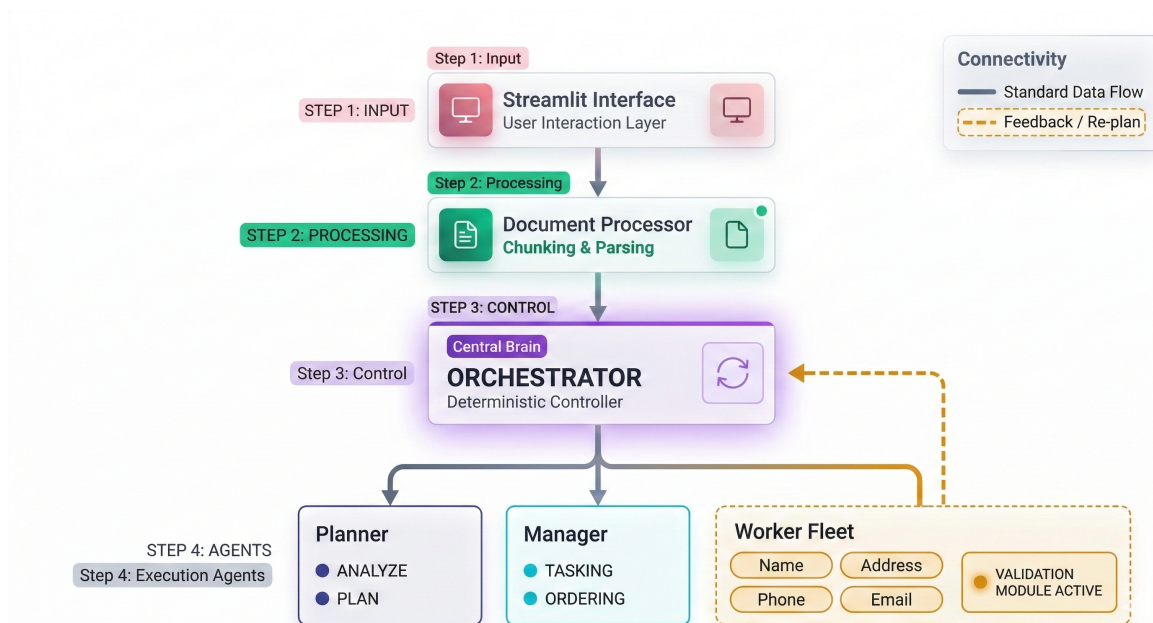 Step 1: Input
STEP 1: INPUT
Streamlit Interface
User Interaction Layer
Connectivity
Standard Data Flow
Feedback / Re-plan
Step 2: Processing
STEP 2: PROCESSING
Document Processor
Chunking & Parsing
STEP 3: CONTROL
Step 3: Control
Central Brain
ORCHESTRATOR
Deterministic Controller
STEP 4: AGENTS
Step 4: Execution Agents
Planner
ANALYZE
PLAN
Manager
TASKING
ORDERING
Worker Fleet
Name
Address
Phone
Email
VALIDATION
MODULE ACTIVE